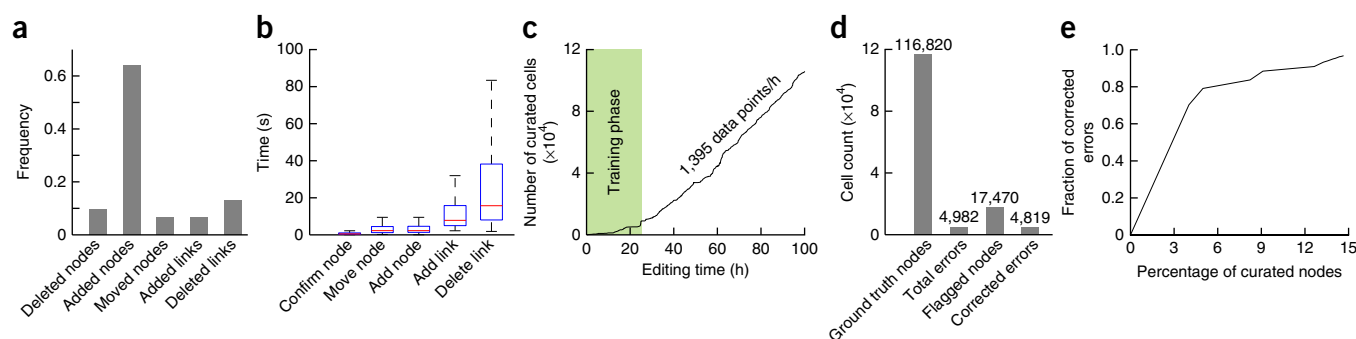 a
Frequency
0.6
0.4
0.2
0
Deleted nodes
Added nodes
Moved nodes
Added links
Deleted links
b
Time (s)
100
80
60
40
20
0
Confirm node
Move node
Add node
Add link
Delete link
c
Number of curated cells
(×10⁴)
12
8
4
0
Training phase
1,395 data points/h
0 20 40 60 80 100
Editing time (h)
d
Cell count (×10⁴)
12
8
4
0
116,820
4,982
17,470
4,819
Ground truth nodes
Total errors
Flagged nodes
Corrected errors
e
Fraction of corrected
errors
1.0
0.8
0.6
0.4
0.2
0
0 3 6 9 12 15
Percentage of curated nodes